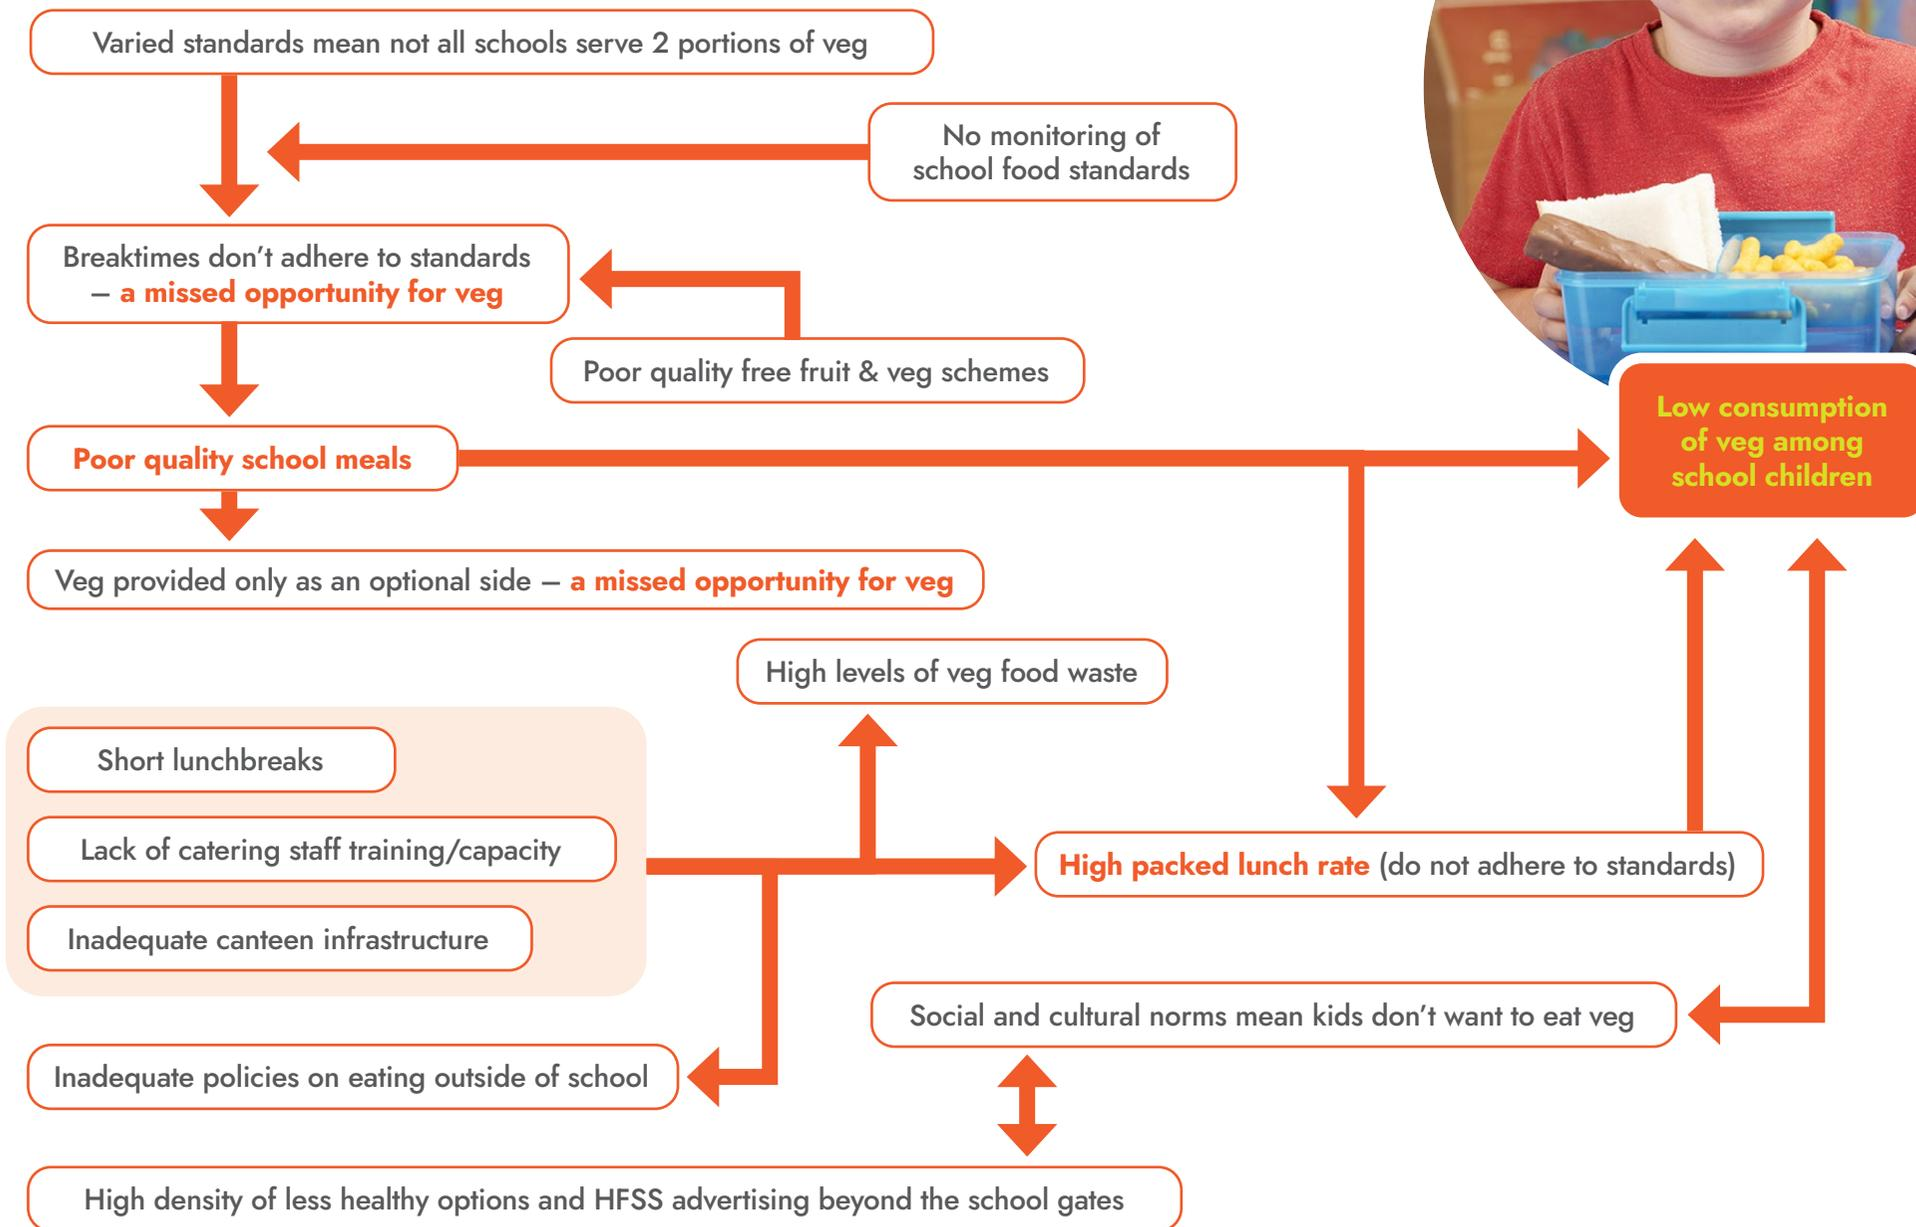 Varied standards mean not all schools serve 2 portions of veg
No monitoring of
school food standards
Breaktimes don’t adhere to standards
– a missed opportunity for veg
Poor quality free fruit & veg schemes
Low consumption
of veg among
school children
Poor quality school meals
Veg provided only as an optional side – a missed opportunity for veg
High levels of veg food waste
Short lunchbreaks
Lack of catering staff training/capacity
High packed lunch rate (do not adhere to standards)
Inadequate canteen infrastructure
Social and cultural norms mean kids don’t want to eat veg
Inadequate policies on eating outside of school
High density of less healthy options and HFSS advertising beyond the school gates